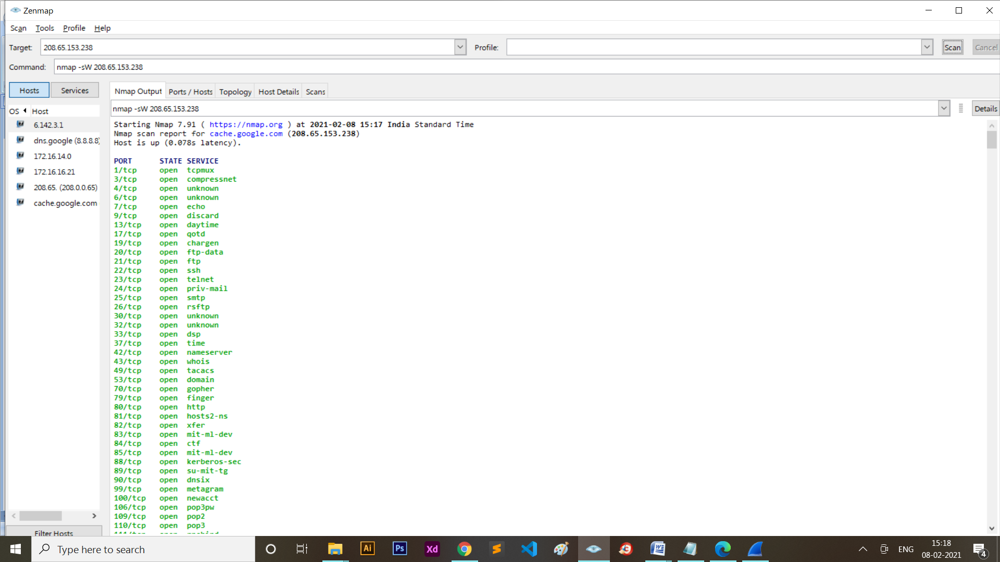 Zenmap
Scan Tools Profile Help
Target: 208.65.153.238 Profile: Scan Cancel
Command: nmap -sW 208.65.153.238
Hosts Services
OS Host
6.142.3.1
dns.google (8.8.8.8)
172.16.14.0
172.16.16.21
208.65. (208.0.0.65)
cache.google.com
Filter Hosts
Nmap Output Ports / Hosts Topology Host Details Scans
nmap -sW 208.65.153.238 Details
Starting Nmap 7.91 ( https://nmap.org ) at 2021-02-08 15:17 India Standard Time
Nmap scan report for cache.google.com (208.65.153.238)
Host is up (0.078s latency).
PORT STATE SERVICE
1/tcp open tcpmux
3/tcp open compressnet
4/tcp open unknown
6/tcp open unknown
7/tcp open echo
9/tcp open discard
13/tcp open daytime
17/tcp open qotd
19/tcp open chargen
20/tcp open ftp-data
21/tcp open ftp
22/tcp open ssh
23/tcp open telnet
24/tcp open priv-mail
25/tcp open smtp
26/tcp open rsftp
30/tcp open unknown
32/tcp open unknown
33/tcp open dsp
37/tcp open time
42/tcp open nameserver
43/tcp open whois
49/tcp open tacacs
53/tcp open domain
70/tcp open gopher
79/tcp open finger
80/tcp open http
81/tcp open hosts2-ns
82/tcp open xfer
83/tcp open mit-ml-dev
84/tcp open ctf
85/tcp open mit-ml-dev
88/tcp open kerberos-sec
89/tcp open su-mit-tg
90/tcp open dnsix
99/tcp open metagram
100/tcp open newacct
106/tcp open pop3pw
109/tcp open pop2
110/tcp open pop3
Type here to search
Ai Ps Xd
ENG
15:18
08-02-2021
4